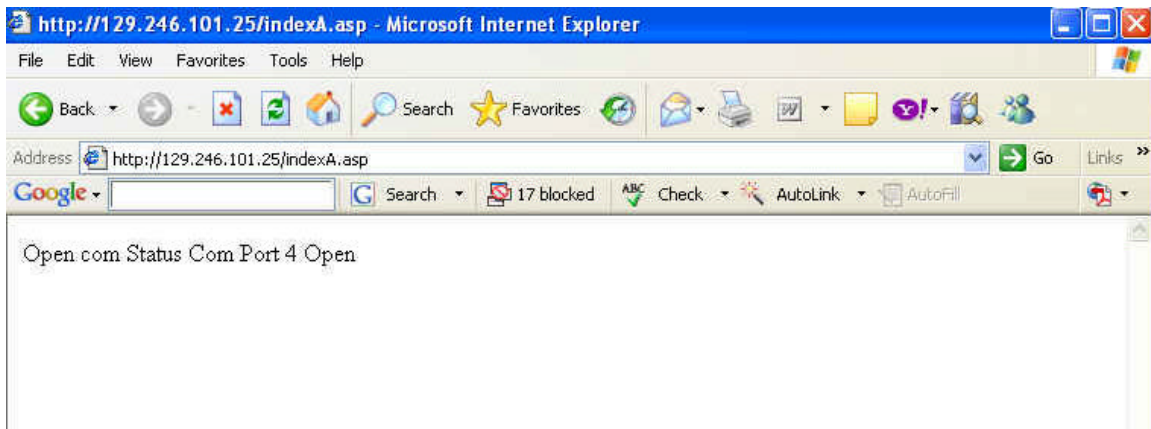 http://129.246.101.25/indexA.asp - Microsoft Internet Explorer
File Edit View Favorites Tools Help
Back Search Favorites
Address http://129.246.101.25/indexA.asp Go Links »
Google G Search 17 blocked ABC Check AutoLink AutoFill
Open com Status Com Port 4 Open